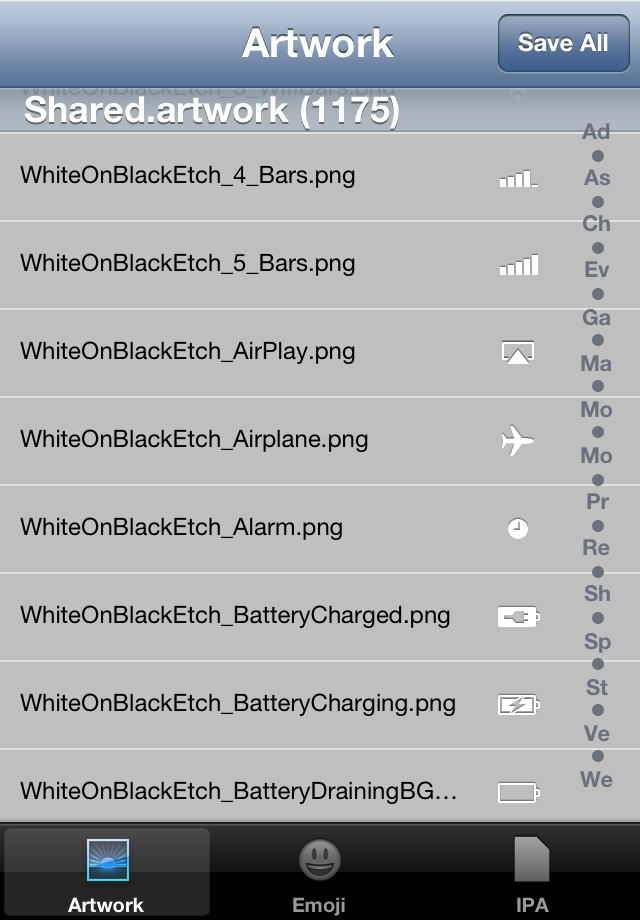 Artwork
Save All
WhiteOnBlackEtch_3_WifiBars.png
Shared.artwork (1175)
WhiteOnBlackEtch_4_Bars.png
WhiteOnBlackEtch_5_Bars.png
WhiteOnBlackEtch_AirPlay.png
WhiteOnBlackEtch_Airplane.png
WhiteOnBlackEtch_Alarm.png
WhiteOnBlackEtch_BatteryCharged.png
WhiteOnBlackEtch_BatteryCharging.png
WhiteOnBlackEtch_BatteryDrainingBG…
Ad
As
Ch
Ev
Ga
Ma
Mo
Mo
Pr
Re
Sh
Sp
St
Ve
We
Artwork
Emoji
IPA